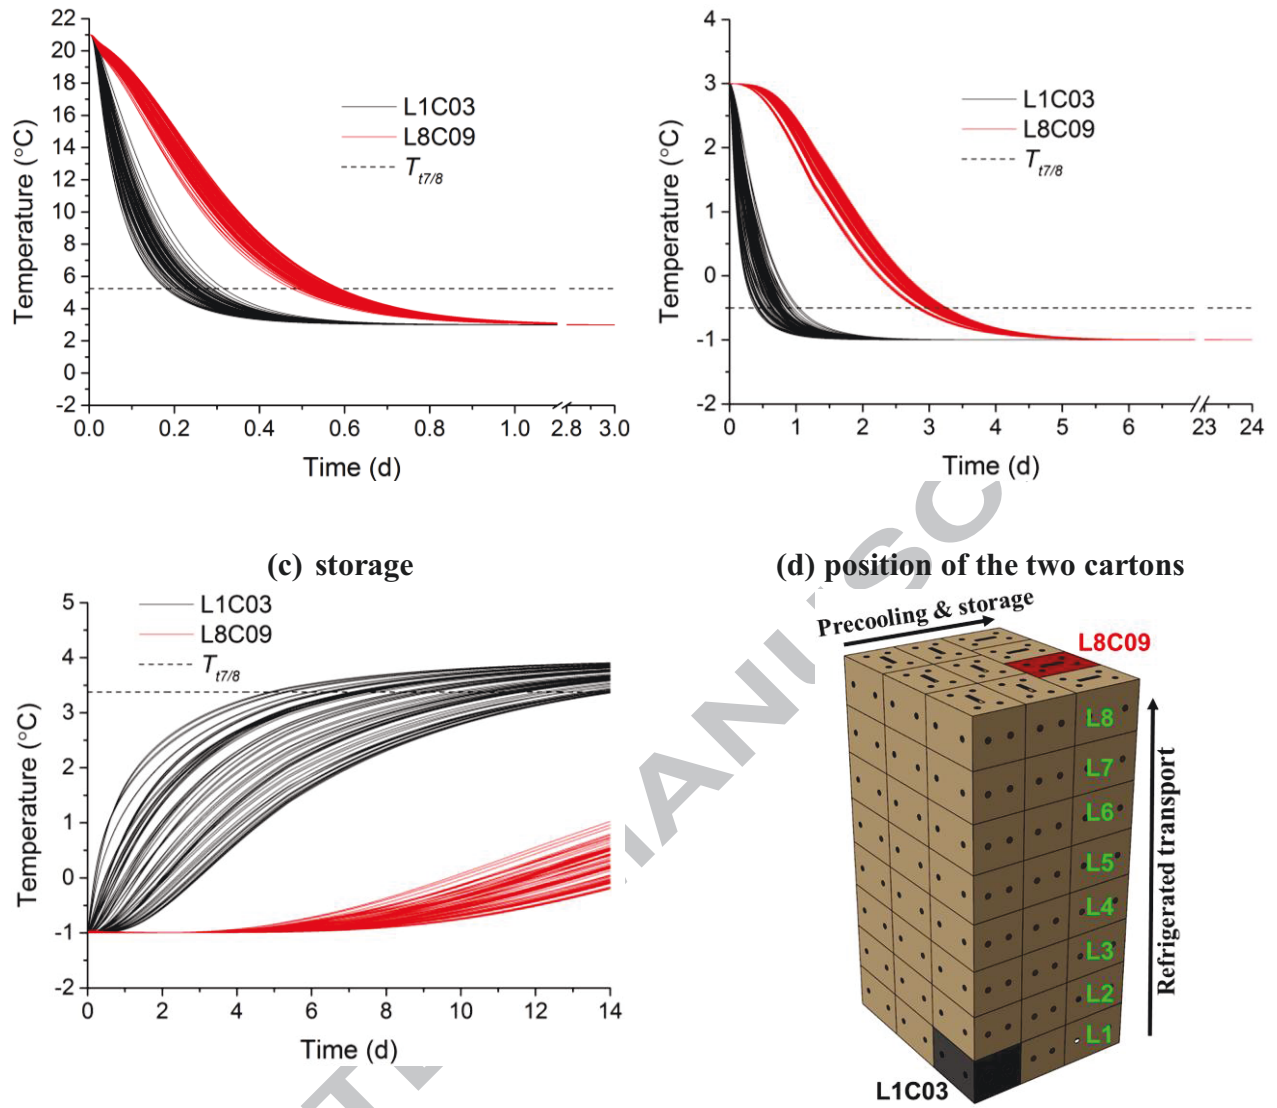 22
20
18
16
14
12
10
8
6
4
2
0
-2
Temperature (°C)
L1C03
L8C09
T_t7/8
0.0 0.2 0.4 0.6 0.8 1.0 2.8 3.0
Time (d)
4
3
2
1
0
-1
-2
Temperature (°C)
L1C03
L8C09
T_t7/8
0 1 2 3 4 5 6 23 24
Time (d)
(c) storage
5
4
3
2
1
0
-1
-2
Temperature (°C)
L1C03
L8C09
T_t7/8
0 2 4 6 8 10 12 14
Time (d)
(d) position of the two cartons
Precooling & storage
L8C09
L8
L7
L6
L5
L4
L3
L2
L1
Refrigerated transport
L1C03